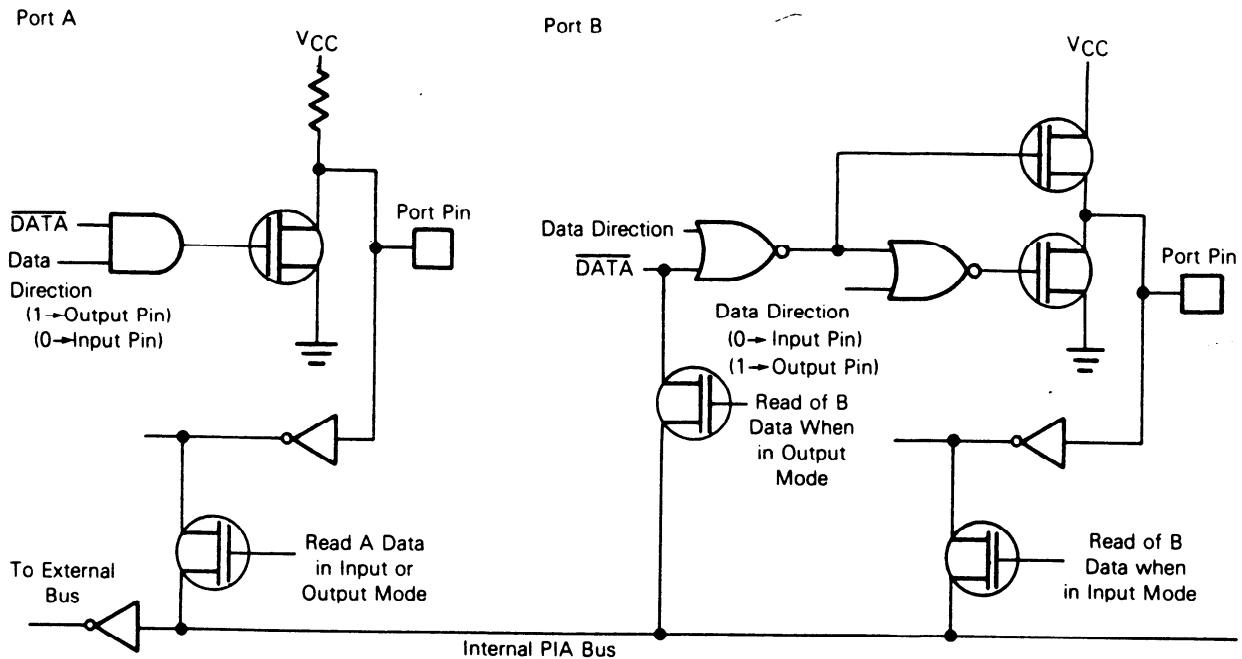 Port A
Port B
VCC
VCC
DATA
Data
Direction
(1→Output Pin)
(0→Input Pin)
Port Pin
Data Direction
DATA
Data Direction
(0→Input Pin)
(1→Output Pin)
Port Pin
Read of B
Data When
in Output
Mode
Read A Data
in Input or
Output Mode
Read of B
Data when
in Input Mode
To External
Bus
Internal PIA Bus